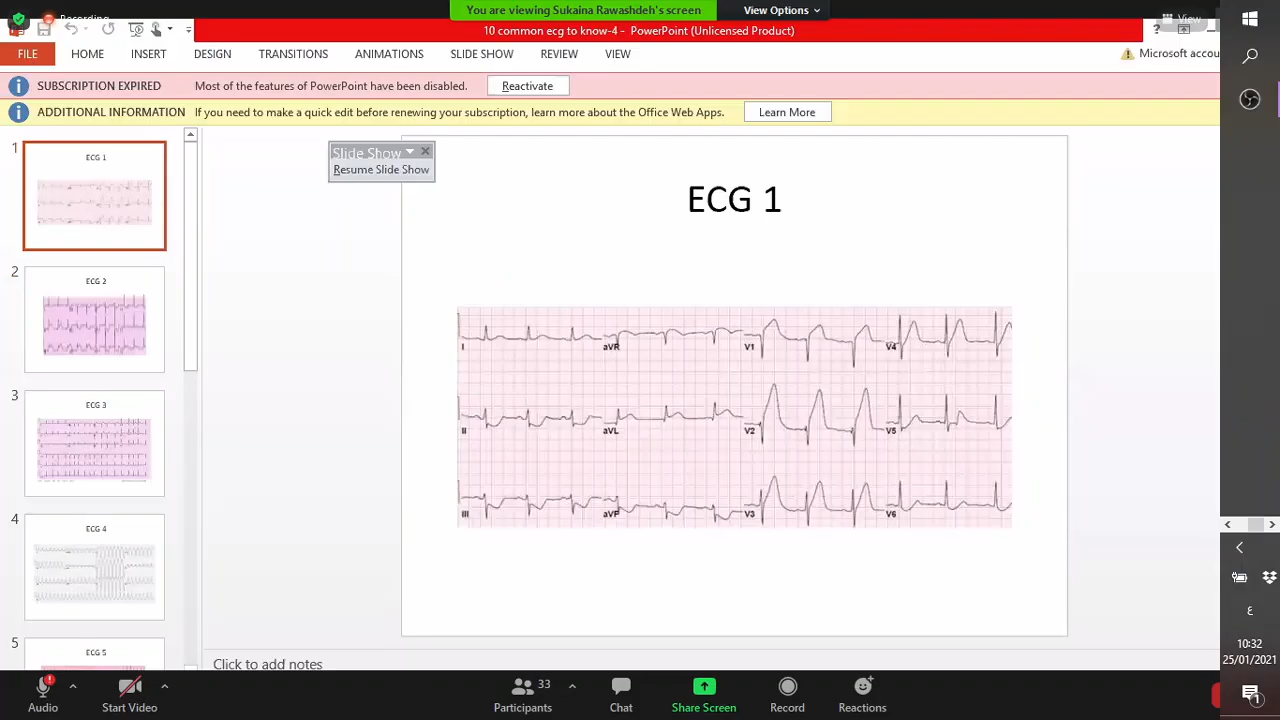 You are viewing Sukaina Rawashdeh's screen
View Options
Recording
View
10 common ecg to know-4 - PowerPoint (Unlicensed Product)
?
FILE
HOME
INSERT
DESIGN
TRANSITIONS
ANIMATIONS
SLIDE SHOW
REVIEW
VIEW
Microsoft accou
SUBSCRIPTION EXPIRED
Most of the features of PowerPoint have been disabled.
Reactivate
ADDITIONAL INFORMATION
If you need to make a quick edit before renewing your subscription, learn more about the Office Web Apps.
Learn More
1
ECG 1
2
ECG 2
3
ECG 3
4
ECG 4
5
ECG 5
Slide Show
Resume Slide Show
ECG 1
I
aVR
V1
V4
II
aVL
V2
V5
III
aVF
V3
V6
Click to add notes
ع
10:32
25/01/2021
1
Audio
Start Video
33
Participants
Chat
Share Screen
Record
Reactions